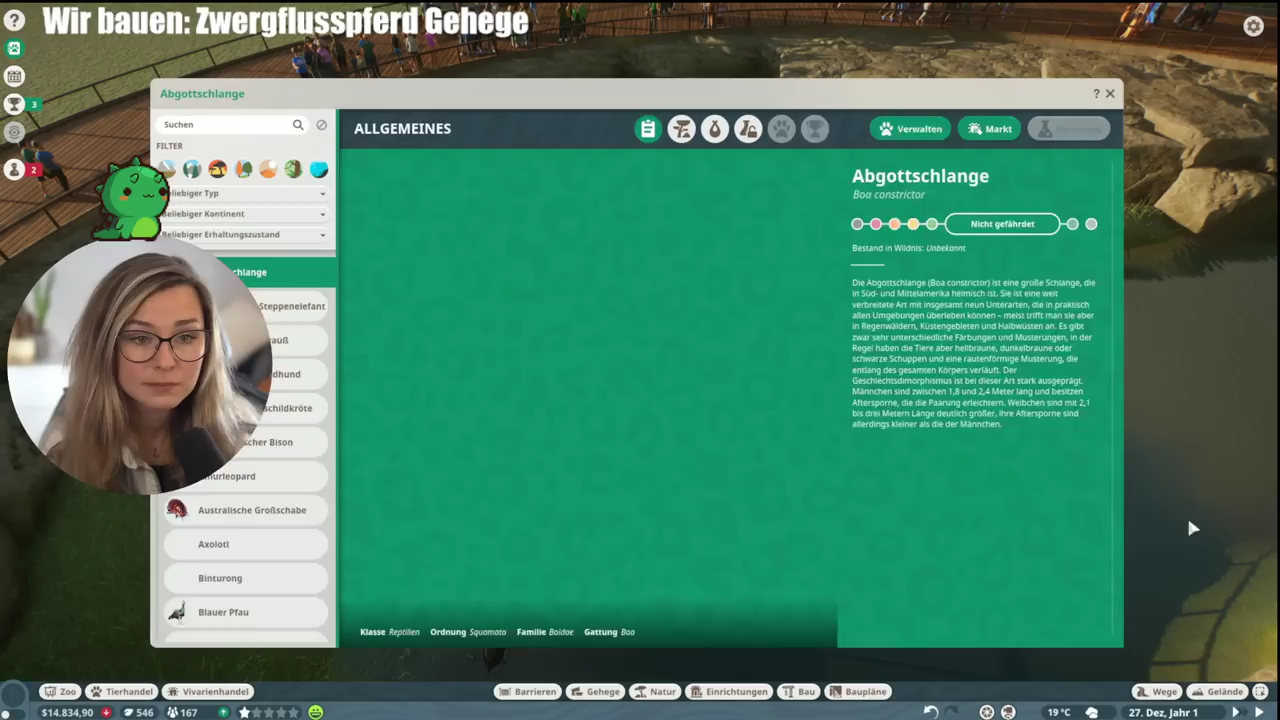 Wir bauen: Zwergflusspferd Gehege
3
2
Abgottschlange
?
Suchen
FILTER
eliebiger Typ
eliebiger Kontinent
eliebiger Erhaltungszustand
chlange
Steppenelefant
auß
dhund
schildkröte
cher Bison
murleopard
Australische Großschabe
Axolotl
Binturong
Blauer Pfau
ALLGEMEINES
Verwalten
Markt
Abgottschlange
Boa constrictor
Nicht gefährdet
Bestand in Wildnis: Unbekannt
Die Abgottschlange (Boa constrictor) ist eine große Schlange, die
in Süd- und Mittelamerika heimisch ist. Sie ist eine weit
verbreitete Art mit insgesamt neun Unterarten, die in praktisch
allen Umgebungen überleben können – meist trifft man sie aber
in Regenwäldern, Küstengebieten und Halbwüsten an. Es gibt
zwar sehr unterschiedliche Färbungen und Musterungen, in der
Regel haben die Tiere aber hellbraune, dunkelbraune oder
schwarze Schuppen und eine rautenförmige Musterung, die
entlang des gesamten Körpers verläuft. Der
Geschlechtsdimorphismus ist bei dieser Art stark ausgeprägt.
Männchen sind zwischen 1,8 und 2,4 Meter lang und besitzen
Aftersporne, die die Paarung erleichtern. Weibchen sind mit 2,1
bis drei Metern Länge deutlich größer, ihre Aftersporne sind
allerdings kleiner als die der Männchen.
Klasse Reptilien Ordnung Squamata Familie Boidae Gattung Boa
Zoo Tierhandel Vivarienhandel Barrieren Gehege Natur Einrichtungen Bau Baupläne Wege Gelände
$14.834,90 546 167 19 °C 27. Dez, Jahr 1